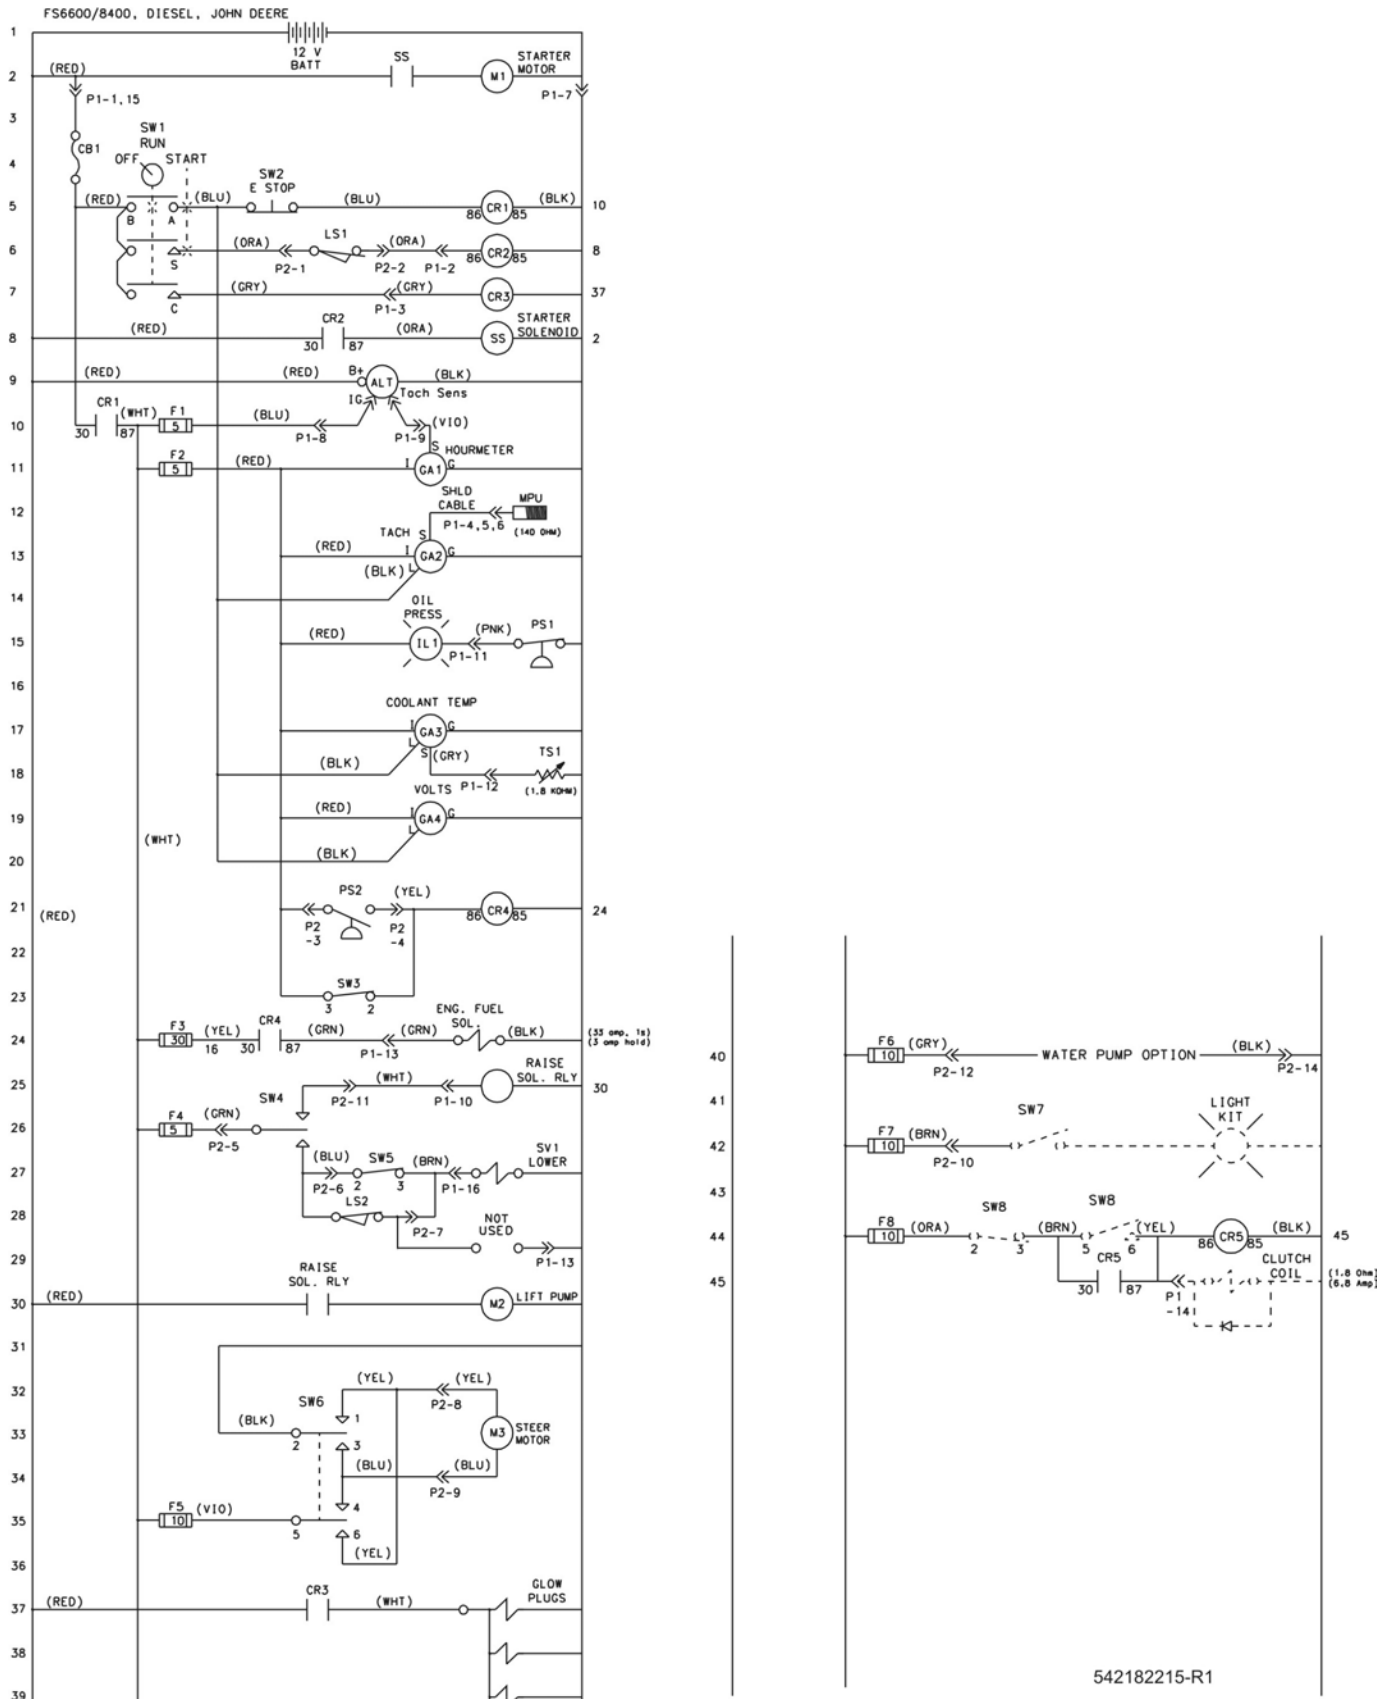 FS6600/8400, DIESEL, JOHN DEERE
1
12 V
BATT
SS
STARTER
MOTOR
2
(RED)
M1
P1-1,15
P1-7
3
SW1
RUN
CB1
4
OFF
START
SW2
E STOP
5
(RED)
(BLU)
(BLU)
(BLK)
10
B
A
86
CR1
85
LS1
6
(ORA)
(ORA)
8
S
P2-1
P2-2
P1-2
86
CR2
85
7
(GRY)
(GRY)
CR3
37
C
P1-3
CR2
STARTER
SOLENOID
8
(RED)
(ORA)
SS
2
30
87
9
(RED)
(RED)
B+
ALT
(BLK)
Tach Sens
IG
CR1
10
(WHT)
F1
5
(BLU)
(VIO)
30
87
P1-8
P1-9
S
HOURMETER
F2
11
5
(RED)
I
GA1
G
SHLD
CABLE
MPU
12
P1-4,5,6
(140 OHM)
TACH
S
13
(RED)
I
GA2
G
(BLK)
L
14
OIL
PRESS
15
(RED)
IL1
(PNK)
PS1
P1-11
16
COOLANT TEMP
17
I
GA3
G
L
S
(GRY)
TS1
18
(BLK)
P1-12
(1.8 KOHM)
VOLTS
19
(RED)
I
GA4
G
L
(WHT)
20
(BLK)
PS2
(YEL)
21
(RED)
86
CR4
85
24
P2
-3
P2
-4
22
SW3
23
3
2
F3
CR4
ENG. FUEL
SOL.
24
30
(YEL)
(GRN)
(GRN)
(BLK)
(33 amp, 1s)
(3 amp hold)
16
30
87
P1-13
RAISE
SOL. RLY
25
(WHT)
30
P2-11
P1-10
SW4
F4
26
5
(GRN)
P2-5
27
(BLU)
SW5
(BRN)
SV1
LOWER
P2-6
2
3
P1-16
28
LS2
P2-7
NOT
USED
29
P1-13
RAISE
SOL. RLY
30
(RED)
M2
LIFT PUMP
31
32
(YEL)
(YEL)
SW6
1
P2-8
33
(BLK)
2
3
M3
STEER
MOTOR
34
(BLU)
(BLU)
P2-9
F5
4
35
10
(VIO)
5
6
36
(YEL)
CR3
GLOW
PLUGS
37
(RED)
(WHT)
38
39
40
F6
10
(GRY)
WATER PUMP OPTION
(BLK)
P2-12
P2-14
41
SW7
LIGHT
KIT
42
F7
10
(BRN)
P2-10
43
SW8
SW8
44
F8
10
(ORA)
(BRN)
(YEL)
(BLK)
45
2
3
5
6
86
CR5
85
CR5
CLUTCH
COIL
45
30
87
P1
-14
(1.8 Ohm)
(6.8 Amp)
542182215-R1